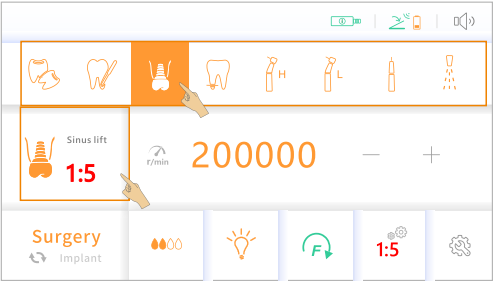 H
L
Sinus lift
1:5
r/min
200000
Surgery
Implant
F
1:5